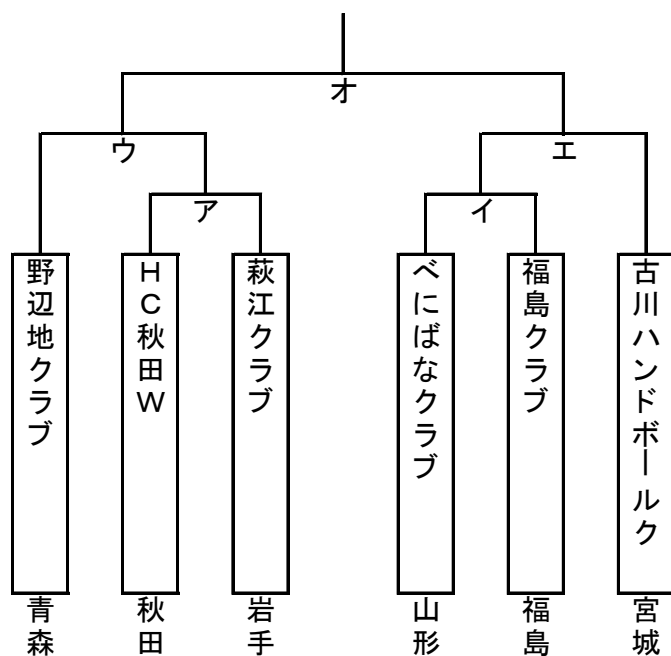 オ
ウ
エ
ア
イ
野辺地クラブ
HC秋田W
萩江クラブ
べにばなクラブ
福島クラブ
古川ハンドボールク
青森
秋田
岩手
山形
福島
宮城